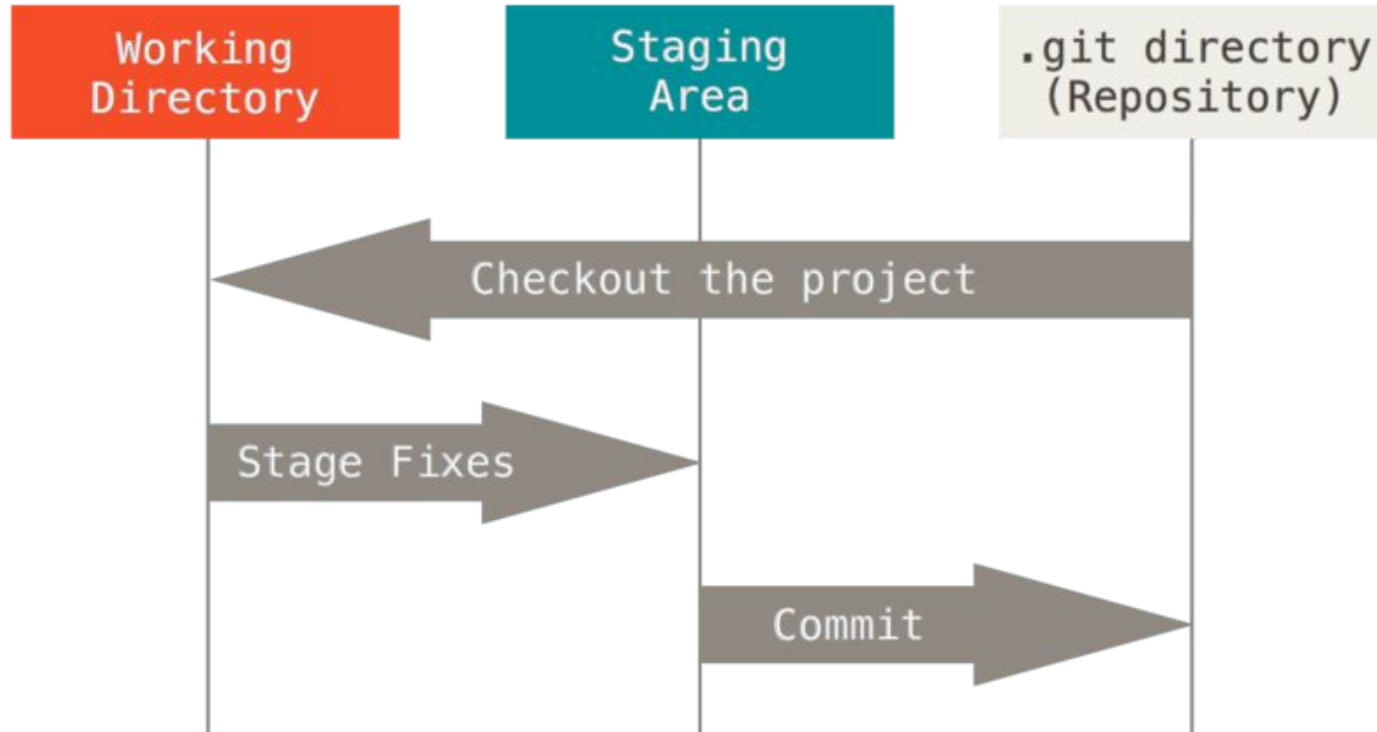 Working
Directory
Staging
Area
.git directory
(Repository)
Checkout the project
Stage Fixes
Commit